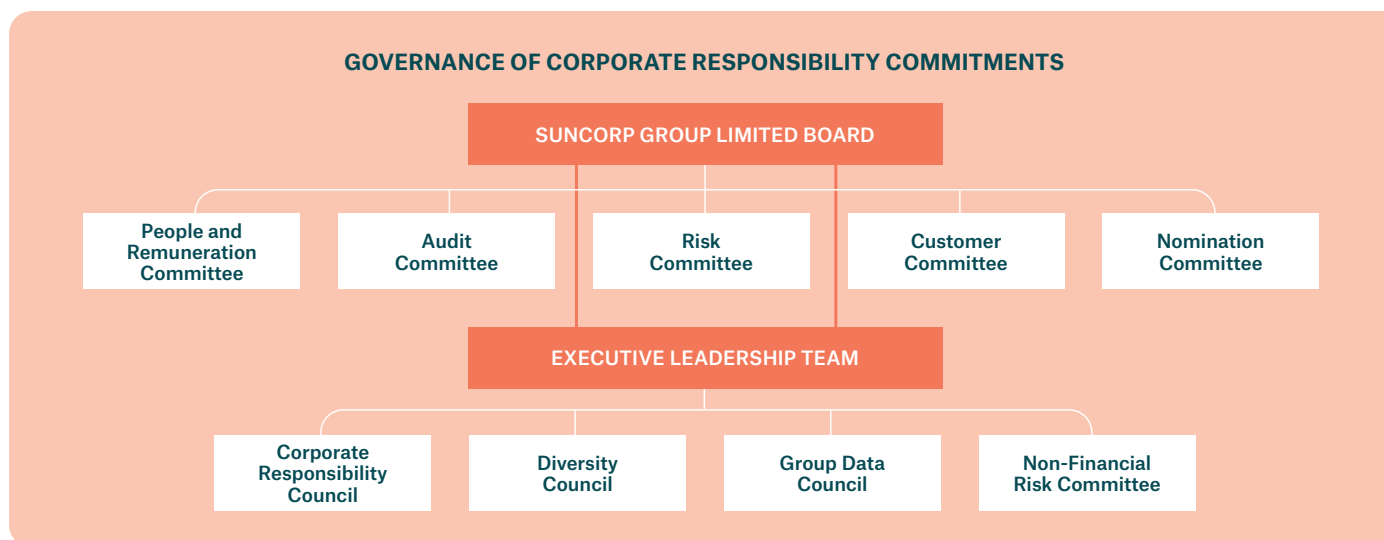 GOVERNANCE OF CORPORATE RESPONSIBILITY COMMITMENTS
SUNCORP GROUP LIMITED BOARD
People and
Remuneration
Committee
Audit
Committee
Risk
Committee
Customer
Committee
Nomination
Committee
EXECUTIVE LEADERSHIP TEAM
Corporate
Responsibility
Council
Diversity
Council
Group Data
Council
Non-Financial
Risk Committee